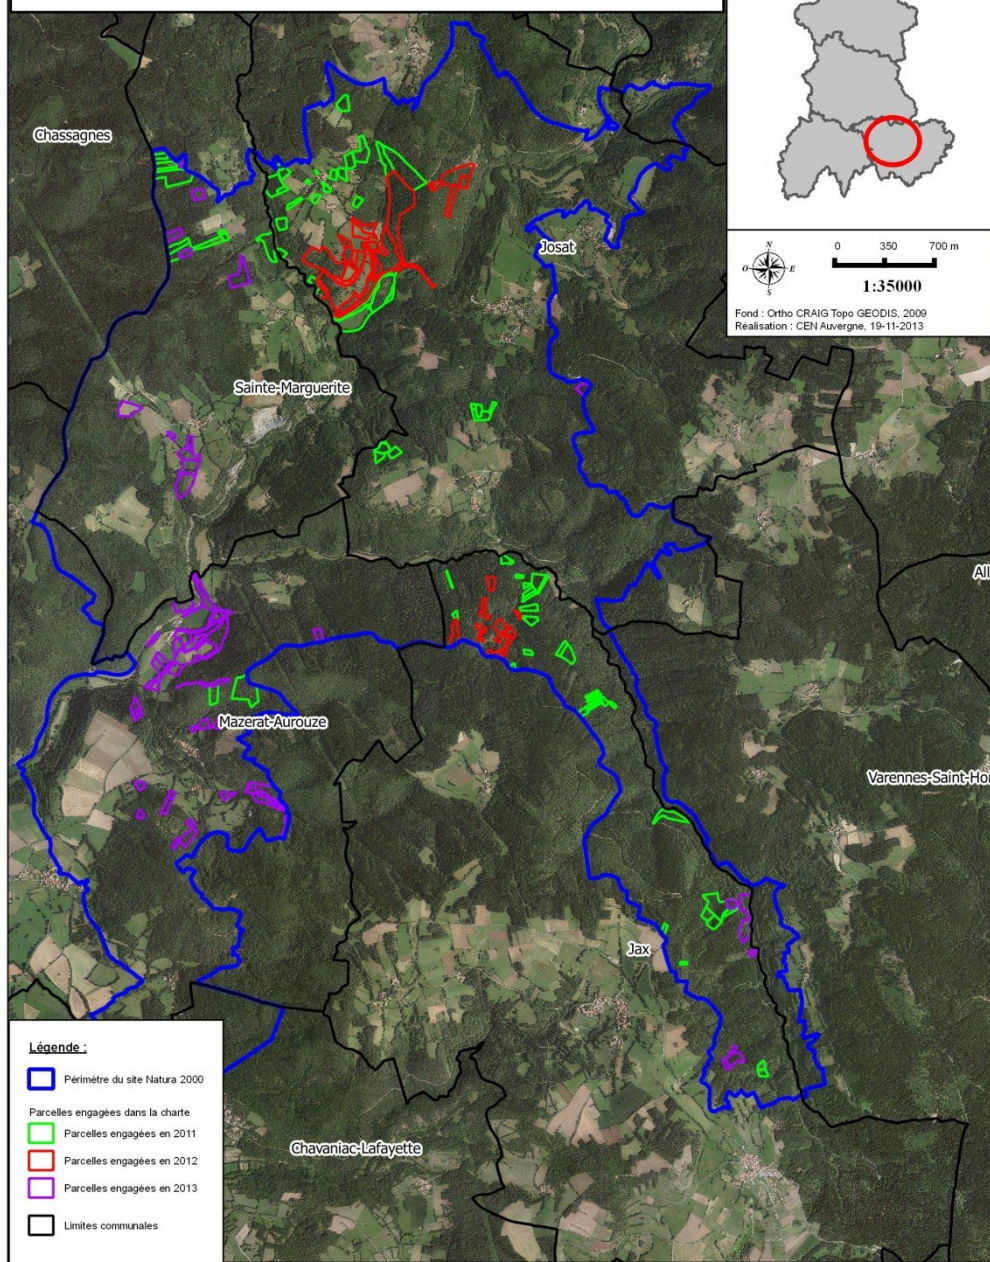 Chassagnes
Josat
N
O
E
S
0 350 700 m
1:35000
Fond : Ortho CRAIG Topo GEODIS, 2009
Réalisation : CEN Auvergne, 19-11-2013
Sainte-Marguerite
All
Mazerat-Aurouze
Varennes-Saint-Hon
Jax
Chavaniac-Lafayette
Légende :
Périmètre du site Natura 2000
Parcelles engagées dans la charte
Parcelles engagées en 2011
Parcelles engagées en 2012
Parcelles engagées en 2013
Limites communales